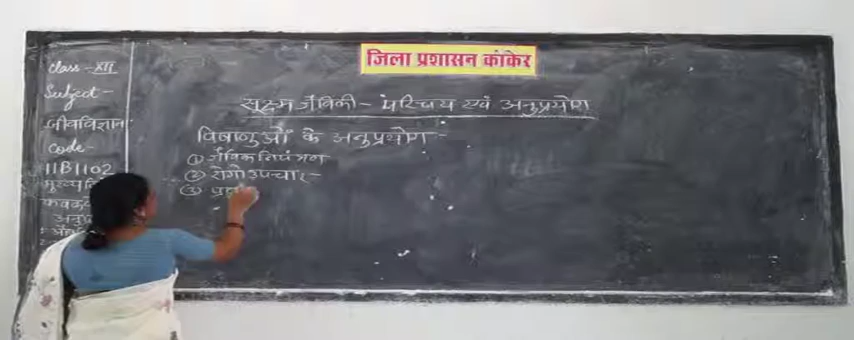 जिला प्रशासन कांकेर
Class - XII
Subject -
जीवविज्ञान
Code -
11B1102
सूक्ष्म जैविकी - परिचय एवं अनुप्रयोग
विषाणुओं के अनुप्रयोग -
① जैविक नियंत्रण
② रोगोउपचार -
③